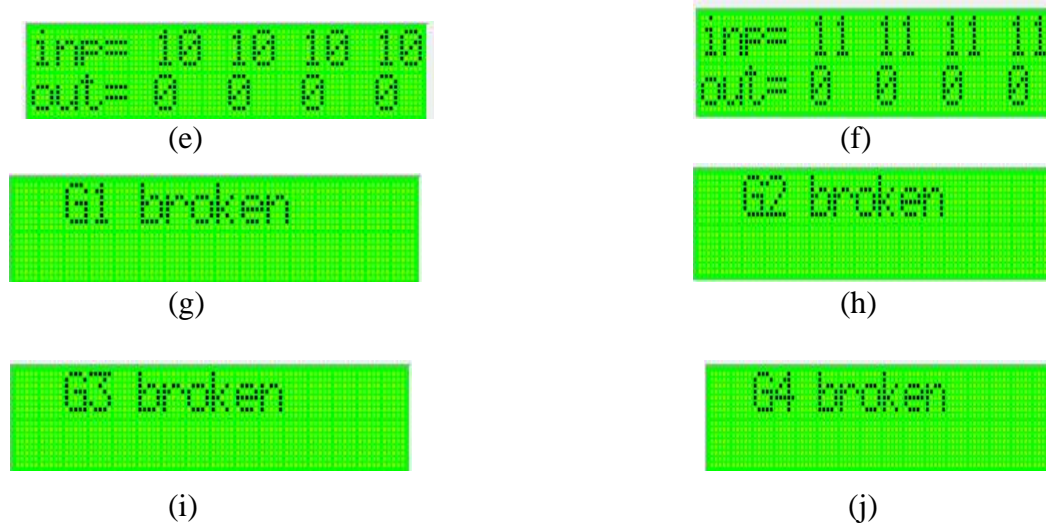 inp= 10 10 10 10
out= 0 0 0 0
(e)
inp= 11 11 11 11
out= 0 0 0 0
(f)
G1 broken
(g)
G2 broken
(h)
G3 broken
(i)
G4 broken
(j)